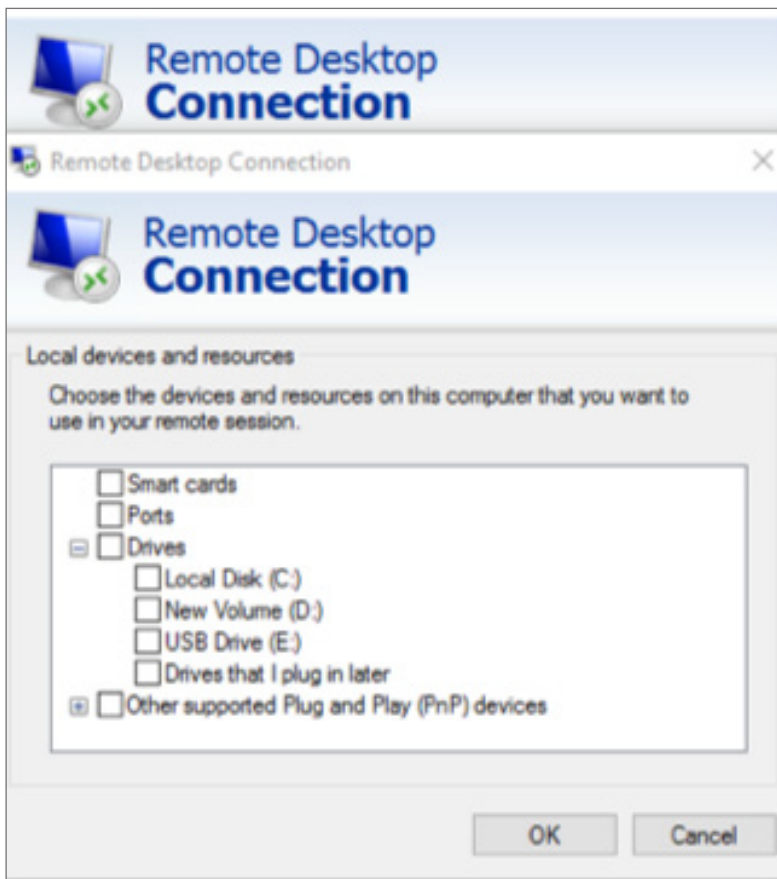 Remote Desktop
Connection
Remote Desktop Connection
Remote Desktop
Connection
Local devices and resources
Choose the devices and resources on this computer that you want to
use in your remote session.
Smart cards
Ports
Drives
Local Disk (C:)
New Volume (D:)
USB Drive (E:)
Drives that I plug in later
Other supported Plug and Play (PnP) devices
OK
Cancel